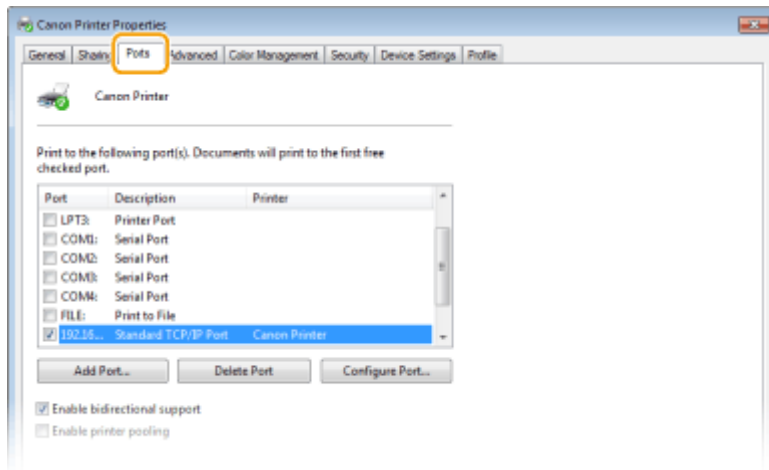 Canon Printer Properties
General Sharing Ports Advanced Color Management Security Device Settings Profile
Canon Printer
Print to the following port(s). Documents will print to the first free
checked port.
Port Description Printer
LPT3: Printer Port
COM1: Serial Port
COM2: Serial Port
COM3: Serial Port
COM4: Serial Port
FILE: Print to File
192.16... Standard TCP/IP Port Canon Printer
Add Port... Delete Port Configure Port...
Enable bidirectional support
Enable printer pooling